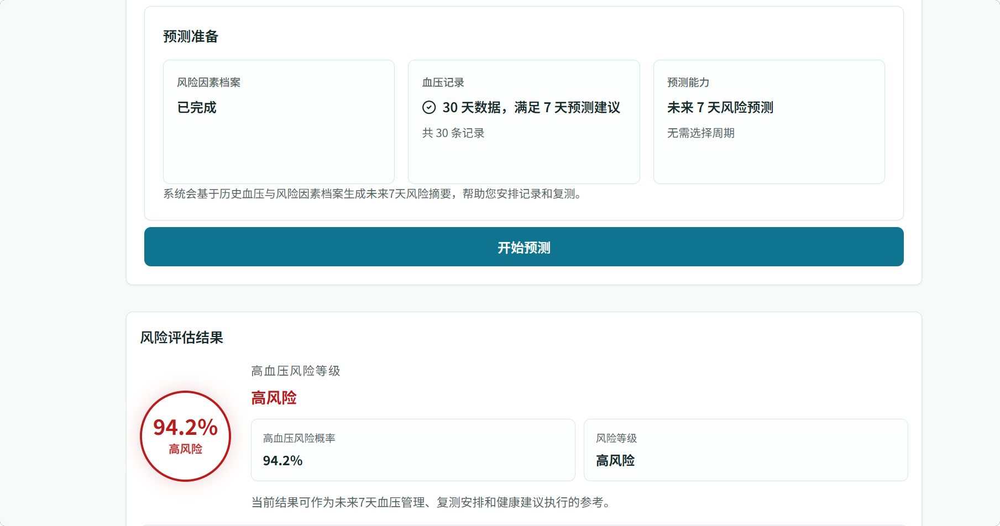 预测准备
风险因素档案
已完成
血压记录
30 天数据，满足 7 天预测建议
共 30 条记录
预测能力
未来 7 天风险预测
无需选择周期
系统会基于历史血压与风险因素档案生成未来7天风险摘要，帮助您安排记录和复测。
开始预测
风险评估结果
94.2%
高风险
高血压风险等级
高风险
高血压风险概率
94.2%
风险等级
高风险
当前结果可作为未来7天血压管理、复测安排和健康建议执行的参考。